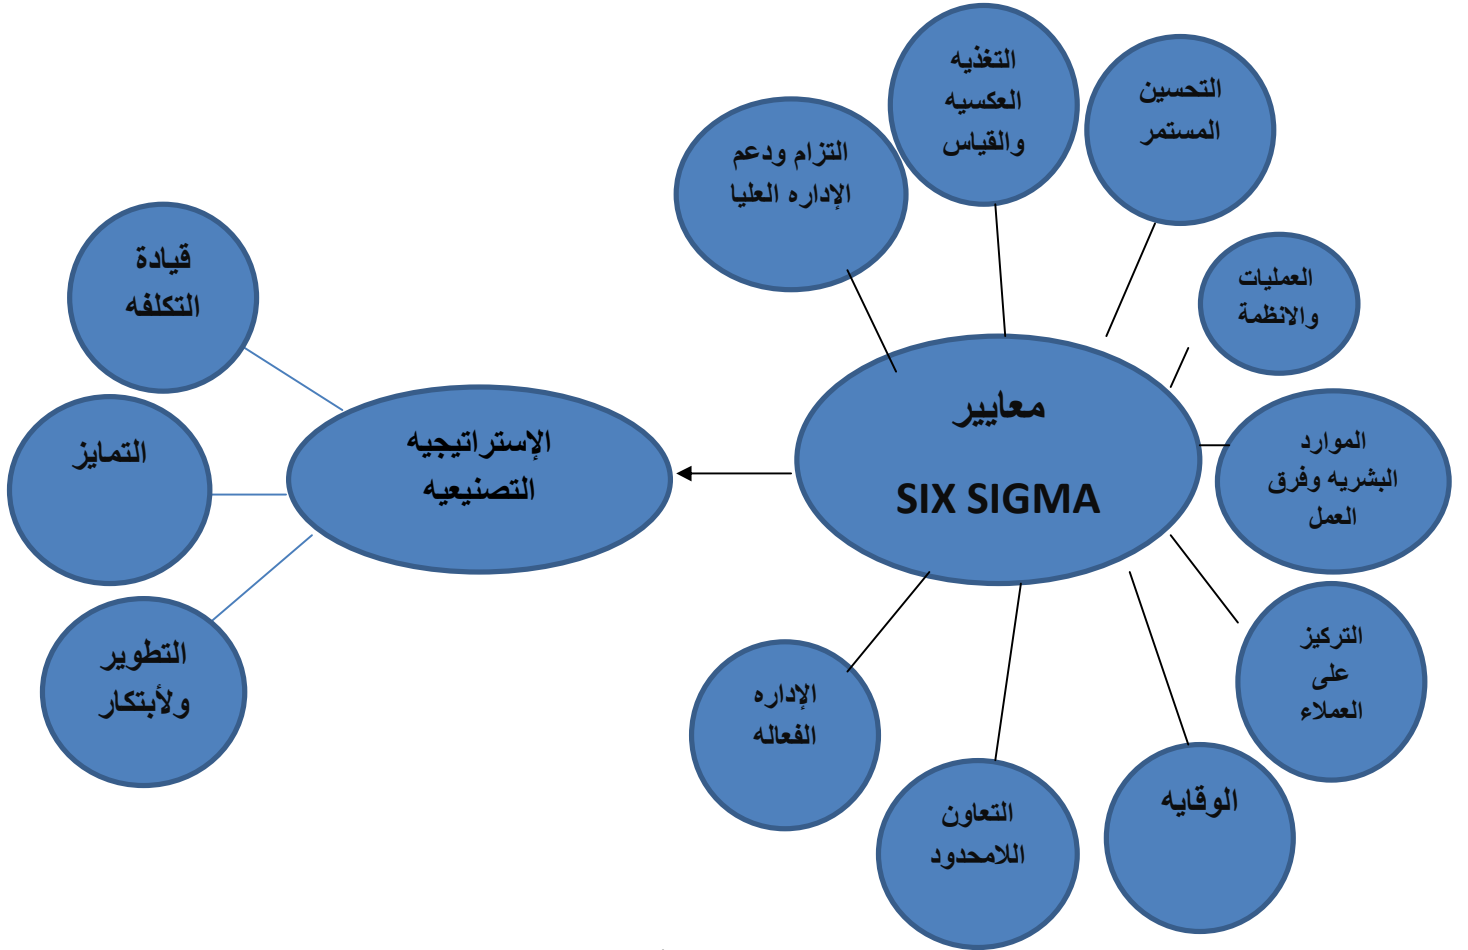 التغذيه
العكسيه
والقياس
التحسين
المستمر
التزام ودعم
الإداره العليا
العمليات
والانظمة
قيادة
التكلفه
معايير
SIX SIGMA
الموارد
البشريه وفرق
العمل
الإستراتيجيه
التصنيعيه
التمايز
التركيز
على
العملاء
التطوير
ولأبتكار
الإداره
الفعاله
الوقايه
التعاون
اللامحدود